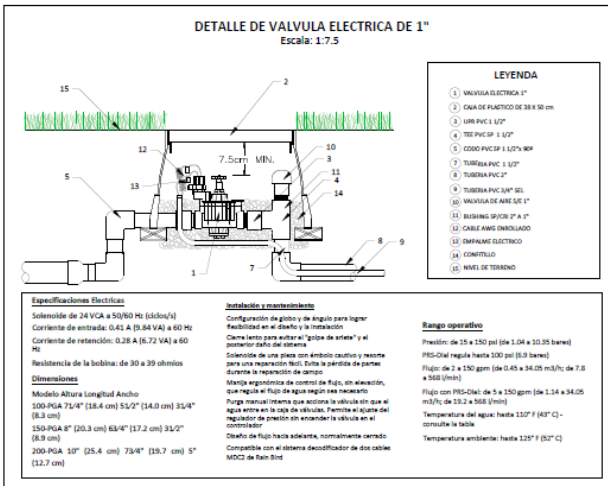 DETALLE DE VALVULA ELECTRICA DE 1"
Escala: 1:7.5
15
2
12
7.5cm MIN.
13
10
3
11
4
14
5
1
7
8
9
LEYENDA
1 VALVULA ELECTRICA 1"
2 CAJA DE PLASTICO DE 38 X 50 cm
3 UPR PVC 1 1/2"
4 TEE PVC SP 1 1/2"
5 CODO PVC SP 1 1/2"x 90º
7 TUBERIA PVC 1 1/2"
8 TUBERIA PVC 2"
9 TUBERIA PVC 3/4" SEL
10 VALVULA DE AIRE S/E 1"
11 BUSHING SP/CRI 2" A 1"
12 CABLE AWG ENROLLADO
13 EMPALME ELECTRICO
14 CONFITILLO
15 NIVEL DE TERRENO
Especificaciones Electricas
Solenoide de 24 VCA a 50/60 Hz (ciclos/s)
Corriente de entrada: 0.41 A (9.84 VA) a 60 Hz
Corriente de retención: 0.28 A (6.72 VA) a 60
Hz
Resistencia de la bobina: de 30 a 39 ohmios
Dimensiones
Modelo Altura Longitud Ancho
100-PGA 71/4" (18.4 cm) 51/2" (14.0 cm) 31/4"
(8.3 cm)
150-PGA 8" (20.3 cm) 63/4" (17.2 cm) 31/2"
(8.9 cm)
200-PGA 10" (25.4 cm) 73/4" (19.7 cm) 5"
(12.7 cm)
Instalación y mantenimiento
Configuración de globo y de ángulo para lograr
flexibilidad en el diseño y la instalación
Cierre lento para evitar el "golpe de ariete" y el
posterior daño del sistema
Solenoide de una pieza con émbolo cautivo y resorte
para una reparación fácil. Evita la pérdida de partes
durante la reparación de campo
Manija ergonómica de control de flujo, sin elevación,
que regula el flujo de agua según sea necesario
Purga manual interna que acciona la válvula sin que el
agua entre en la caja de válvulas. Permite el ajuste del
regulador de presión sin encender la válvula en el
controlador
Diseño de flujo hacia adelante, normalmente cerrado
Compatible con el sistema decodificador de dos cables
MDC2 de Rain Bird
Rango operativo
Presión: de 15 a 150 psi (de 1.04 a 10.35 bares)
PRS-Dial regula hasta 100 psi (6.9 bares)
Flujo: de 2 a 150 gpm (de 0.45 a 34.05 m3/h; de 7.8
a 568 l/min)
Flujo con PRS-Dial: de 5 a 150 gpm (de 1.14 a 34.05
m3/h; de 19.2 a 568 l/min)
Temperatura del agua: hasta 110° F (43° C) -
consulte la tabla
Temperatura ambiente: hasta 125° F (52° C)